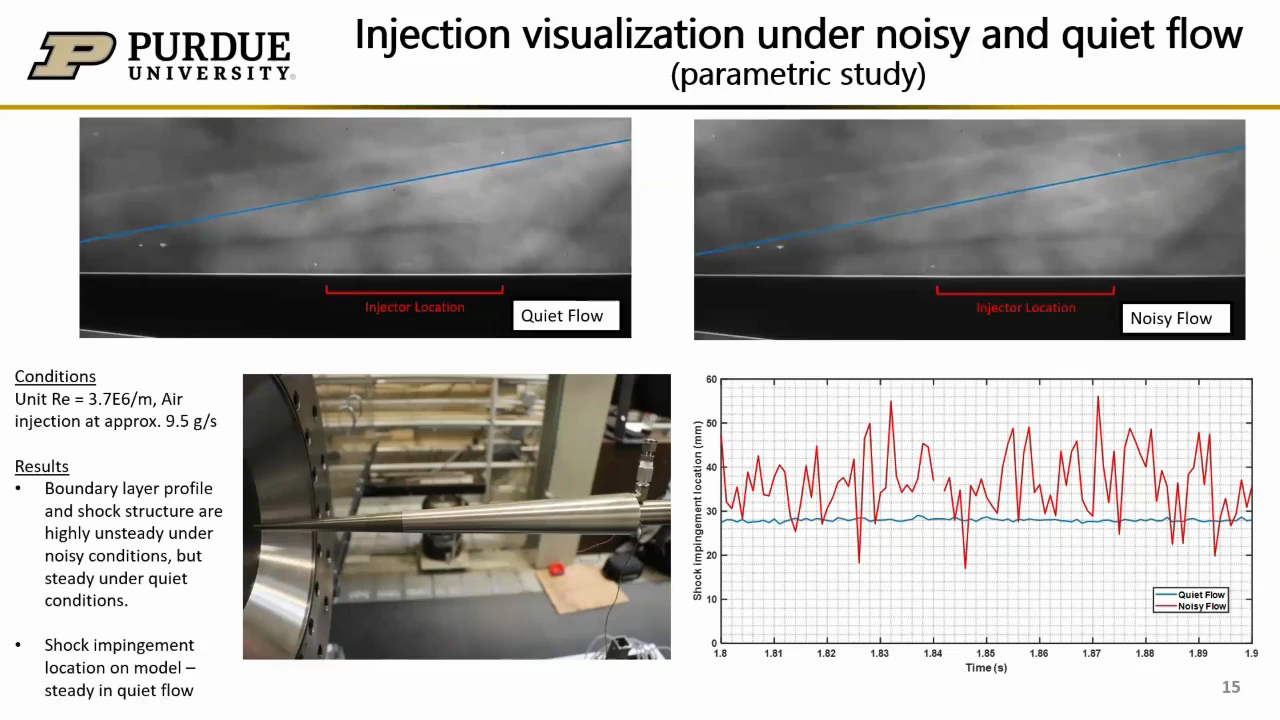 PURDUE
UNIVERSITY
Injection visualization under noisy and quiet flow
(parametric study)
Injector Location
Quiet Flow
Injector Location
Noisy Flow
Conditions
Unit Re = 3.7E6/m, Air
injection at approx. 9.5 g/s
Results
• Boundary layer profile
and shock structure are
highly unsteady under
noisy conditions, but
steady under quiet
conditions.
• Shock impingement
location on model –
steady in quiet flow
Shock impingement location (mm)
60
50
40
30
20
10
0
Quiet Flow
Noisy Flow
1.8 1.81 1.82 1.83 1.84 1.85 1.86 1.87 1.88 1.89 1.9
Time (s)
15